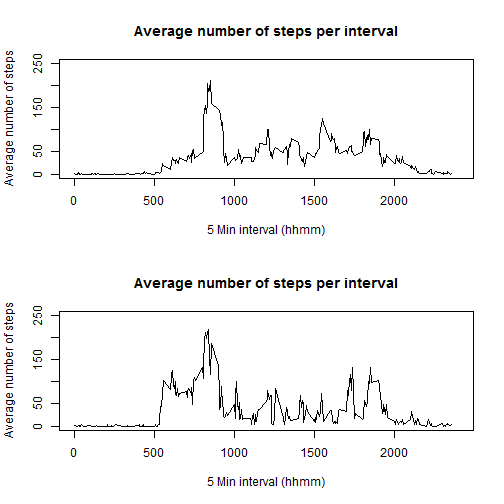 Average number of steps per interval
Average number of steps
250
150
50
0
0 500 1000 1500 2000
5 Min interval (hhmm)
Average number of steps per interval
Average number of steps
250
150
50
0
0 500 1000 1500 2000
5 Min interval (hhmm)